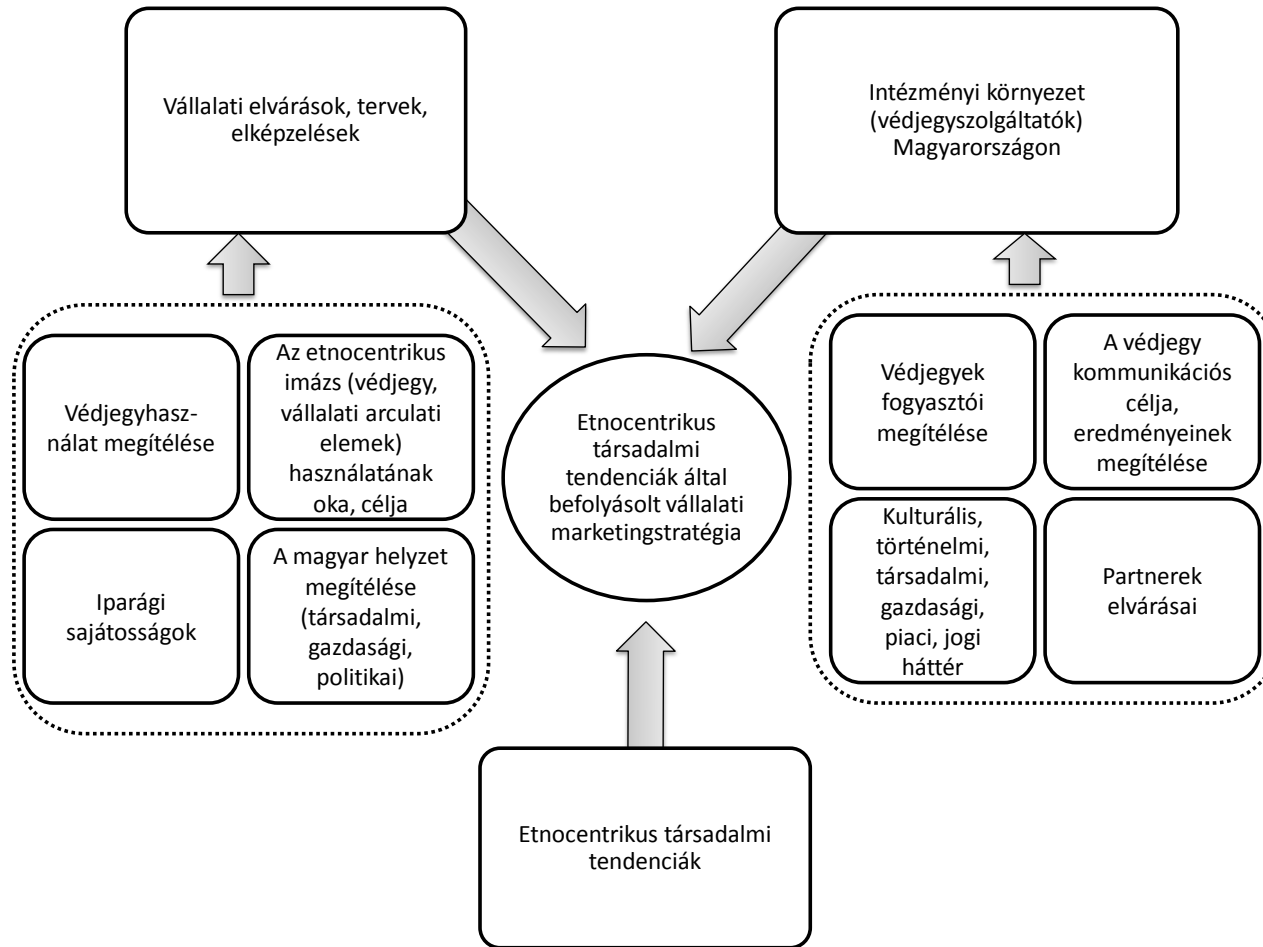 Vállalati elvárások, tervek,
elképzelések
Intézményi környezet
(védjegyszolgáltatók)
Magyarországon
Védjegyhasz-
nálat megítélése
Az etnocentrikus
imázs (védjegy,
vállalati arculati
elemek)
használatának
oka, célja
Iparági
sajátosságok
A magyar helyzet
megítélése
(társadalmi,
gazdasági,
politikai)
Etnocentrikus
társadalmi
tendenciák által
befolyásolt vállalati
marketingstratégia
Védjegyek
fogyasztói
megítélése
A védjegy
kommunikációs
célja,
eredményeinek
megítélése
Kulturális,
történelmi,
társadalmi,
gazdasági,
piaci, jogi
háttér
Partnerek
elvárásai
Etnocentrikus társadalmi
tendenciák